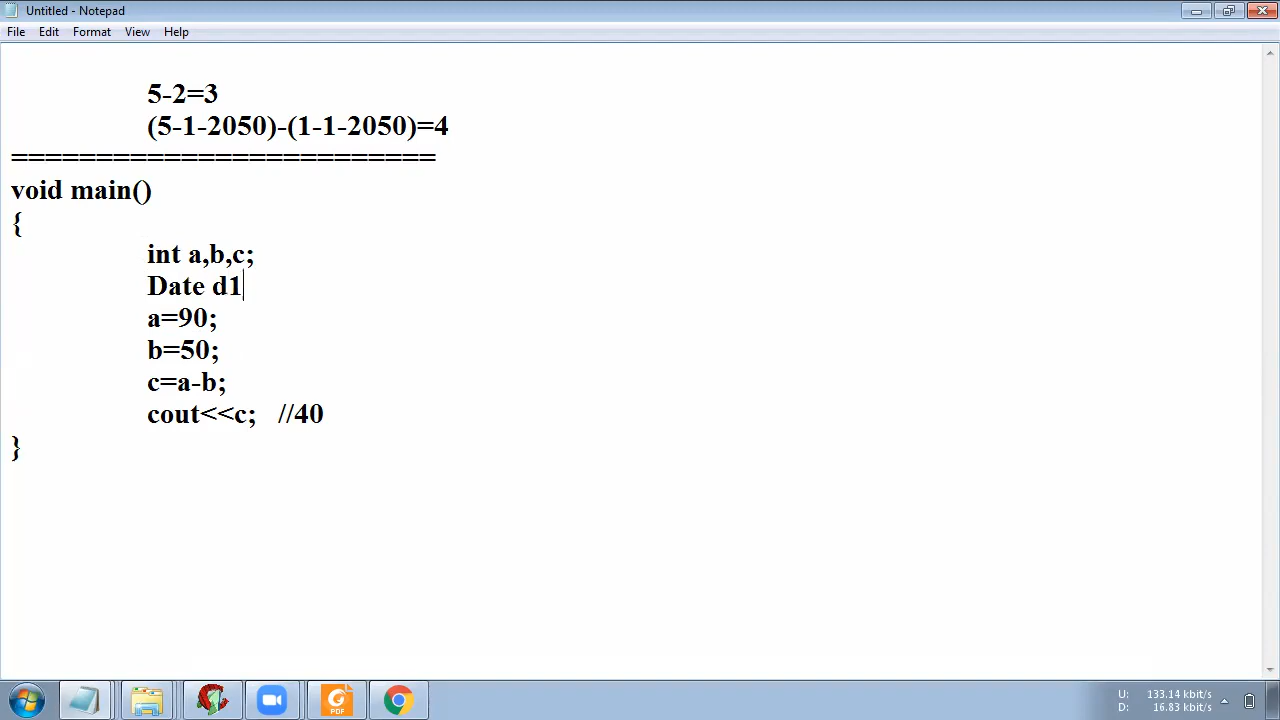 Untitled - Notepad
File Edit Format View Help
5-2=3
(5-1-2050)-(1-1-2050)=4
=========================
void main()
{
int a,b,c;
Date d1
a=90;
b=50;
c=a-b;
cout<<c; //40
}
PDF
U: 133.14 kbit/s
D: 16.83 kbit/s